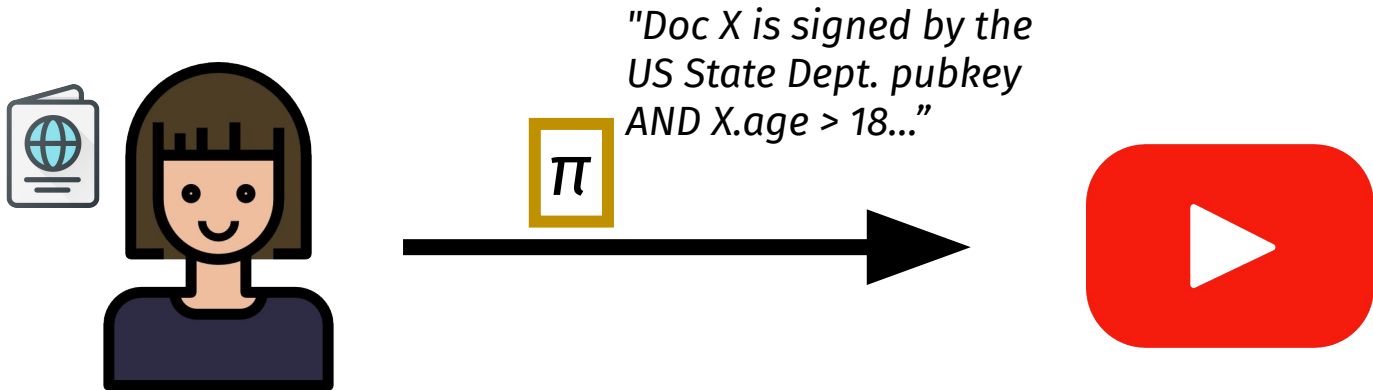 "Doc X is signed by the
US State Dept. pubkey
AND X.age > 18...”
π